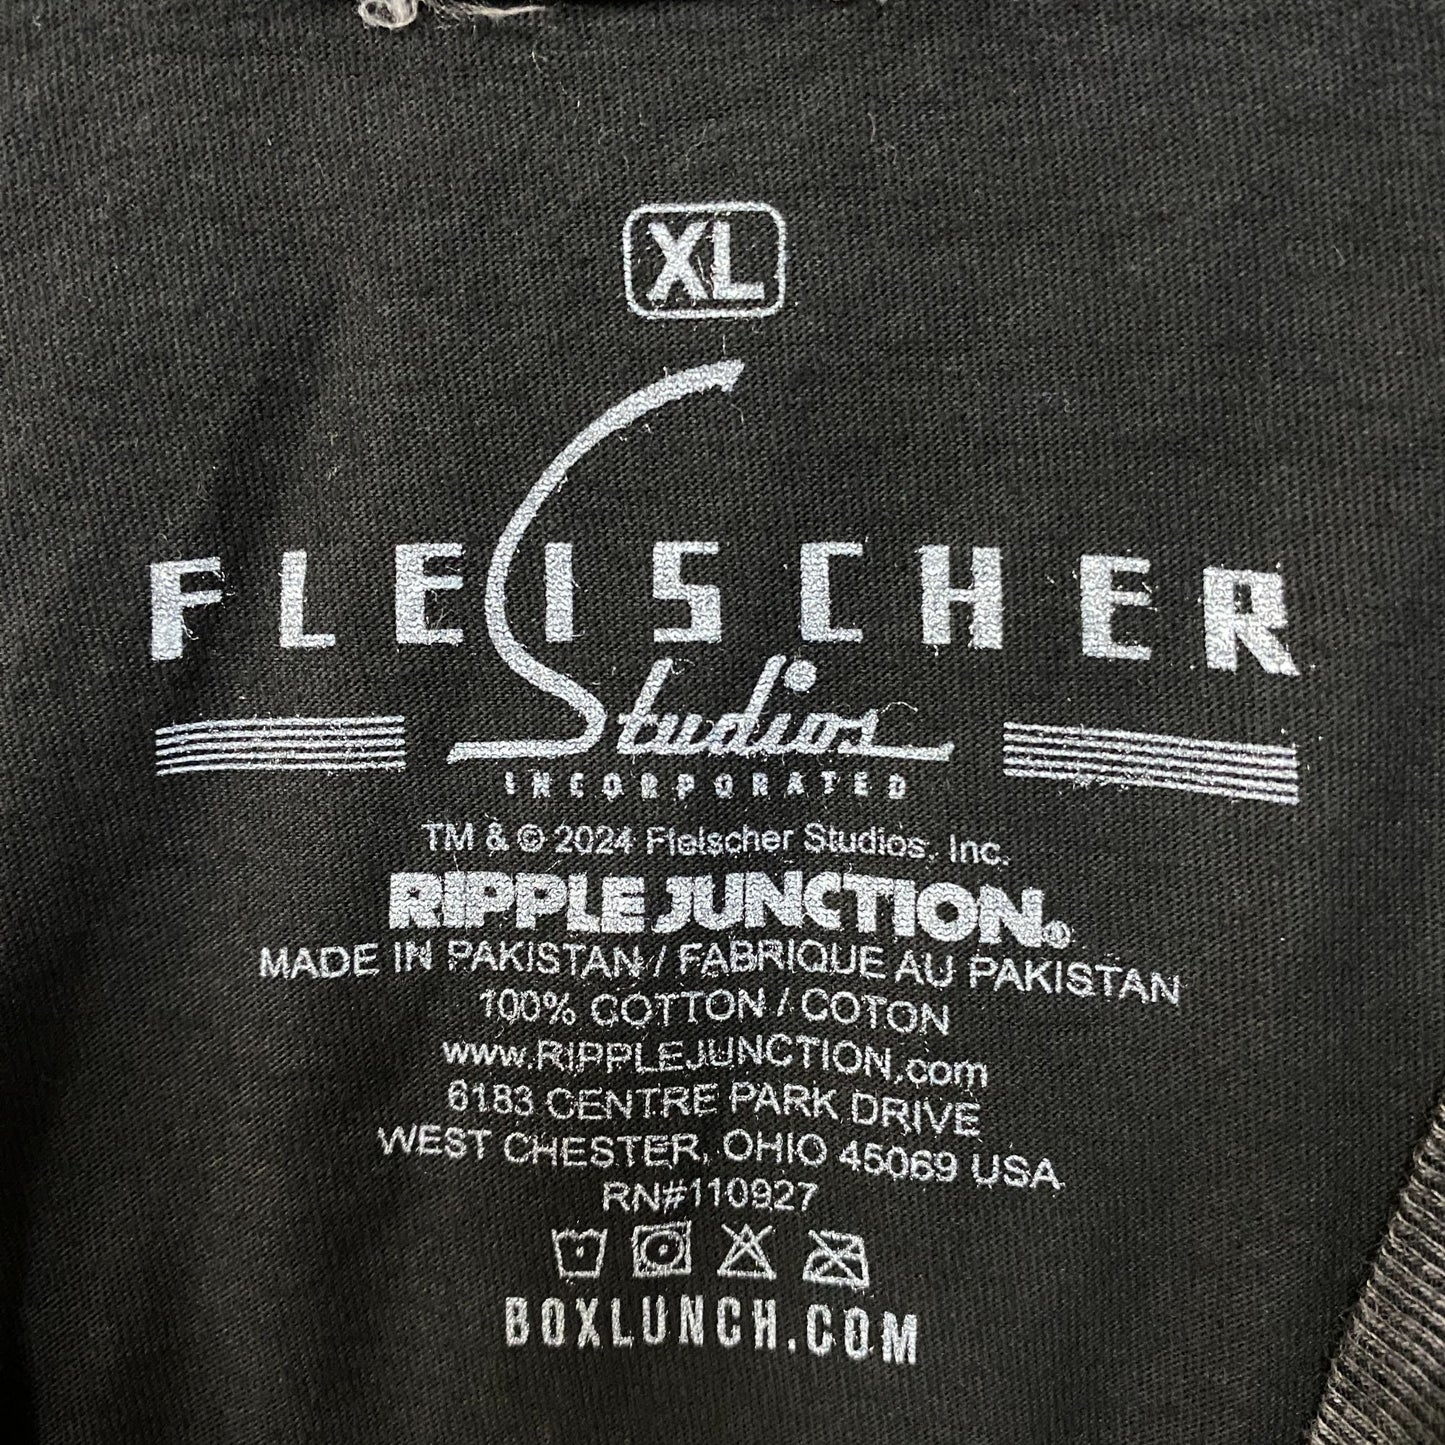 XL
FLEISCHER
Studios
INCORPORATED
TM & © 2024 Fleischer Studios, Inc.
RIPPLE JUNCTION®
MADE IN PAKISTAN / FABRIQUE AU PAKISTAN
100% COTTON / COTON
www.RIPPLEJUNCTION.com
6183 CENTRE PARK DRIVE
WEST CHESTER, OHIO 45069 USA
RN#110927
BOXLUNCH.COM